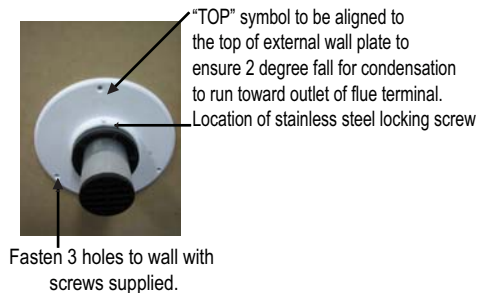 “TOP” symbol to be aligned to
the top of external wall plate to
ensure 2 degree fall for condensation
to run toward outlet of flue terminal.
Location of stainless steel locking screw
Fasten 3 holes to wall with
screws supplied.